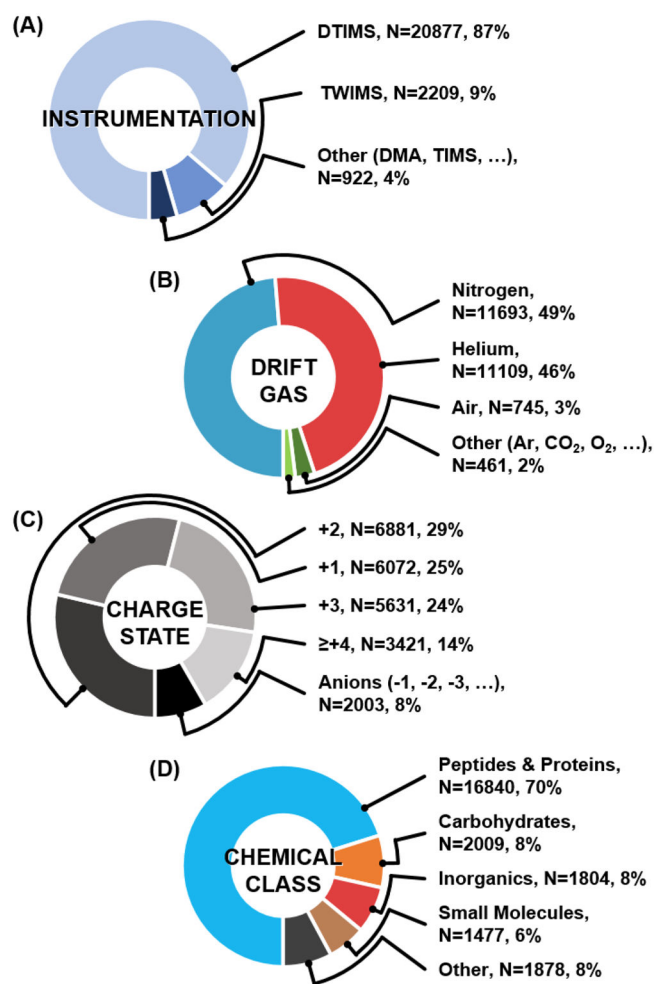 (A)
INSTRUMENTATION
DTIMS, N=20877, 87%
TWIMS, N=2209, 9%
Other (DMA, TIMS, …),
N=922, 4%
(B)
DRIFT
GAS
Nitrogen,
N=11693, 49%
Helium,
N=11109, 46%
Air, N=745, 3%
Other (Ar, CO₂, O₂, …),
N=461, 2%
(C)
CHARGE
STATE
+2, N=6881, 29%
+1, N=6072, 25%
+3, N=5631, 24%
≥+4, N=3421, 14%
Anions (-1, -2, -3, …),
N=2003, 8%
(D)
CHEMICAL
CLASS
Peptides & Proteins,
N=16840, 70%
Carbohydrates,
N=2009, 8%
Inorganics, N=1804, 8%
Small Molecules,
N=1477, 6%
Other, N=1878, 8%